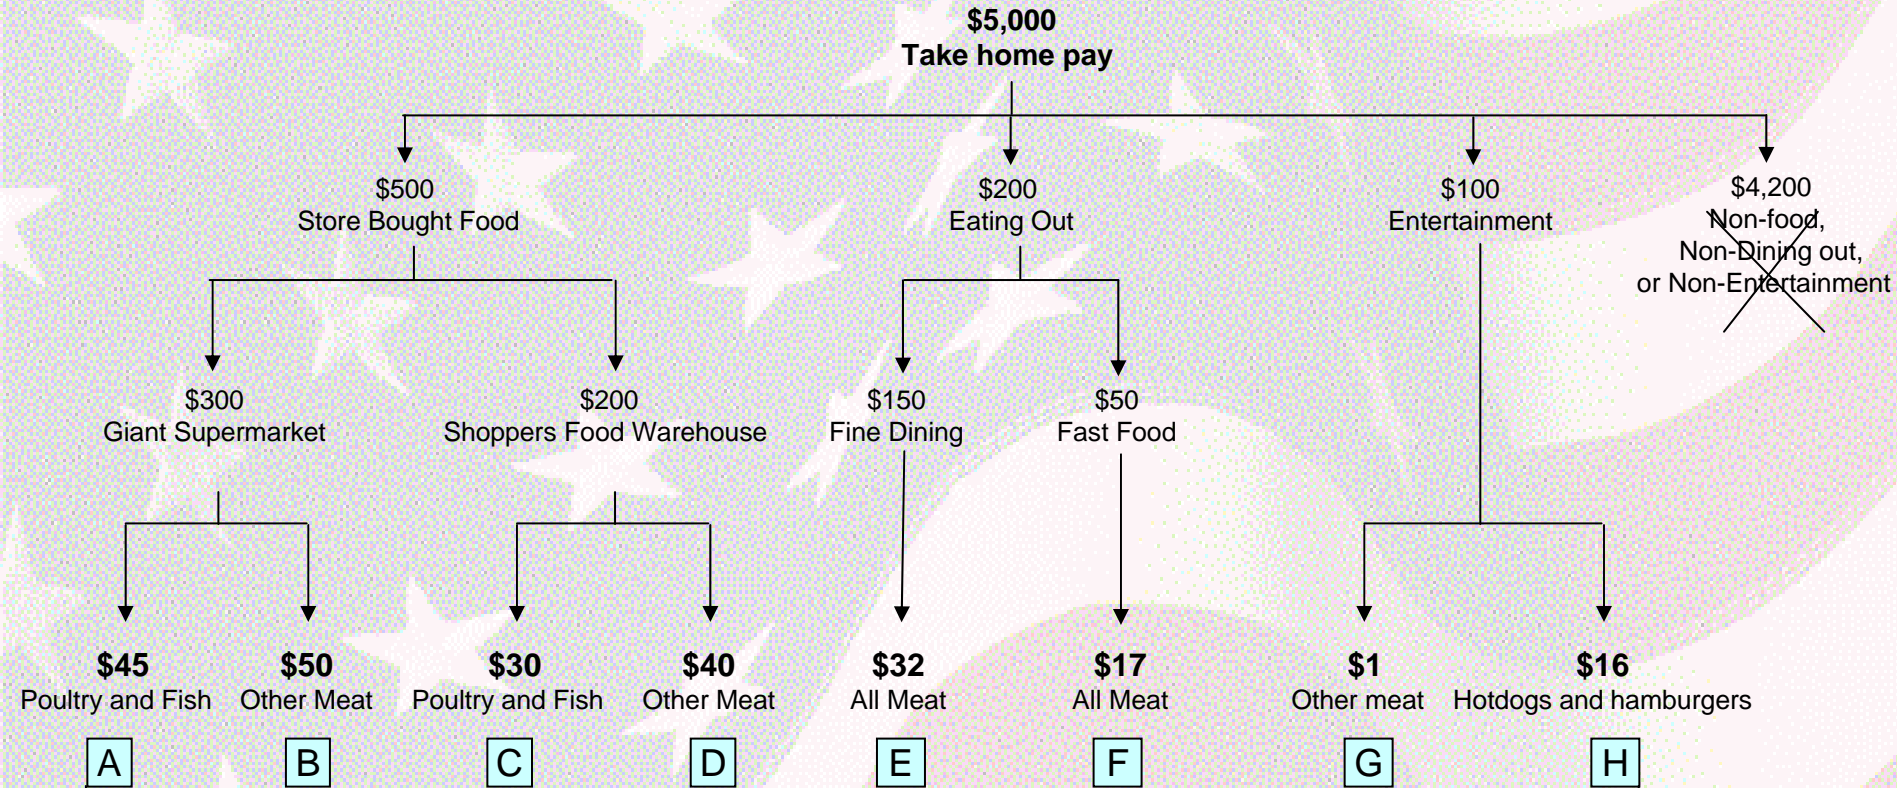 $5,000
Take home pay
$500
Store Bought Food
$200
Eating Out
$100
Entertainment
$4,200
Non-food,
Non-Dining out,
or Non-Entertainment
$300
Giant Supermarket
$200
Shoppers Food Warehouse
$150
Fine Dining
$50
Fast Food
$45
Poultry and Fish
$50
Other Meat
$30
Poultry and Fish
$40
Other Meat
$32
All Meat
$17
All Meat
$1
Other meat
$16
Hotdogs and hamburgers
A
B
C
D
E
F
G
H